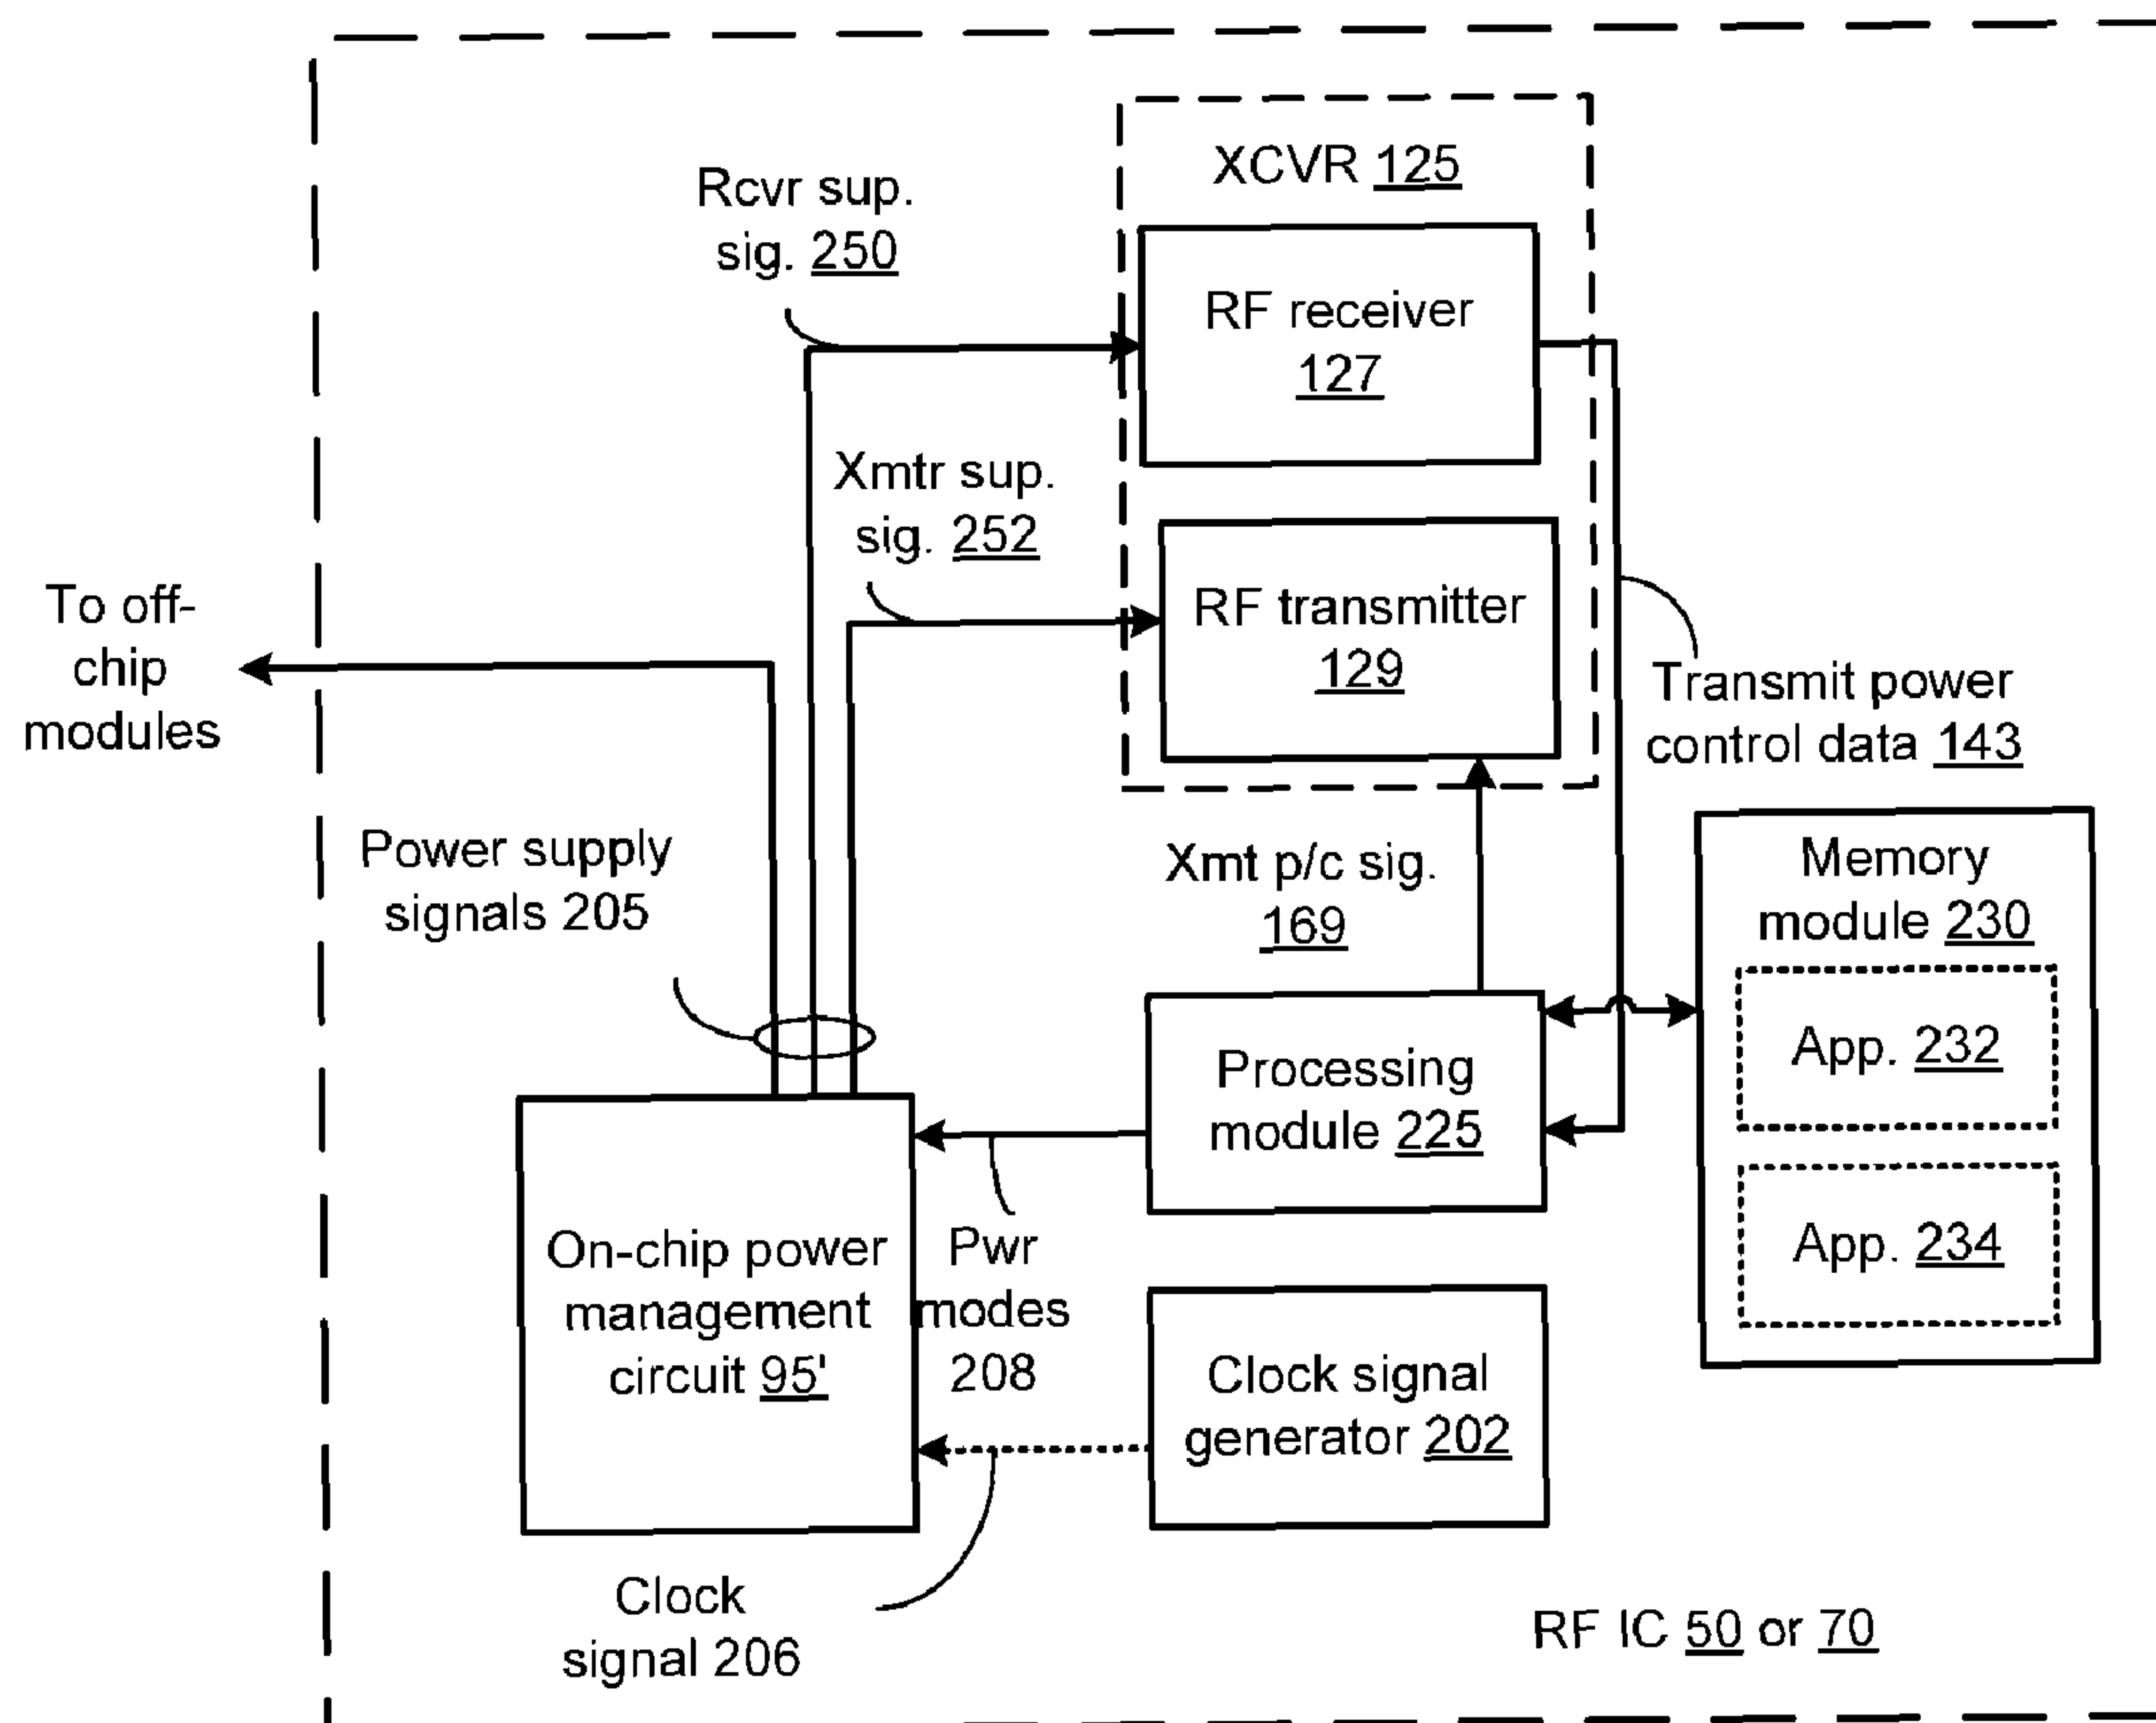 XCVR 125
Rcvr sup.
sig. 250
RF receiver
127
Xmtr sup.
sig. 252
RF transmitter
129
To off-
chip
modules
Transmit power
control data 143
Power supply
signals 205
Xmt p/c sig.
169
Memory
module 230
App. 232
App. 234
Processing
module 225
On-chip power
management
circuit 95'
Pwr
modes
208
Clock signal
generator 202
Clock
signal 206
RF IC 50 or 70